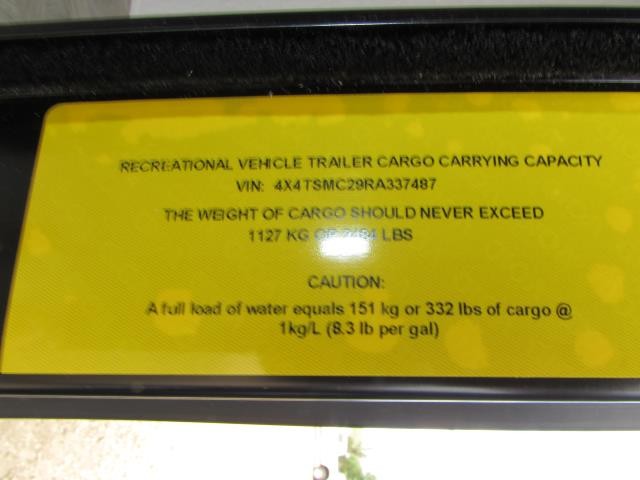 RECREATIONAL VEHICLE TRAILER CARGO CARRYING CAPACITY
VIN: 4X4TSMC29RA337487
THE WEIGHT OF CARGO SHOULD NEVER EXCEED
1127 KG OR LBS
CAUTION:
A full load of water equals 151 kg or 332 lbs of cargo @
1kg/L (8.3 lb per gal)